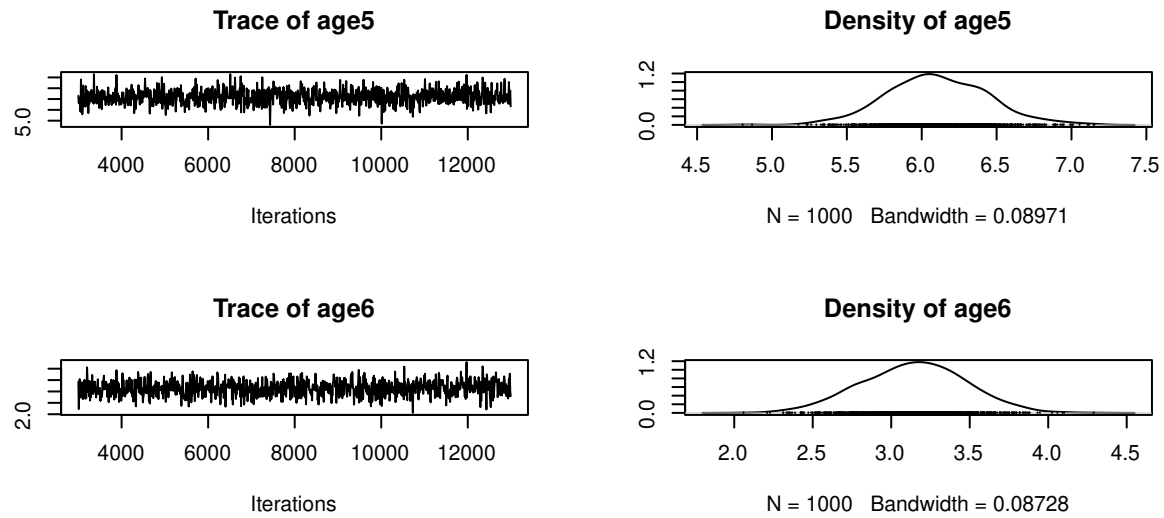 Trace of age5
5.0
4000 6000 8000 10000 12000
Iterations
Density of age5
0.0 1.2
4.5 5.0 5.5 6.0 6.5 7.0 7.5
N = 1000 Bandwidth = 0.08971
Trace of age6
2.0
4000 6000 8000 10000 12000
Iterations
Density of age6
0.0 1.2
2.0 2.5 3.0 3.5 4.0 4.5
N = 1000 Bandwidth = 0.08728